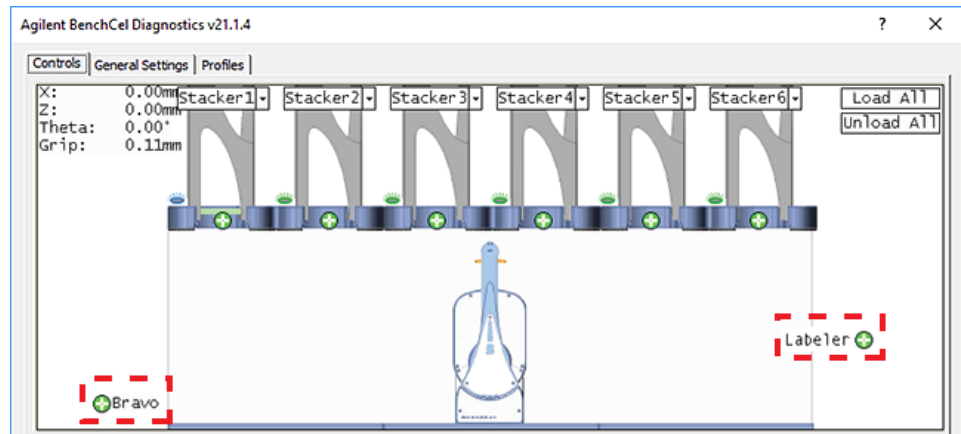 Agilent BenchCel Diagnostics v21.1.4
Controls General Settings Profiles
X: 0.00mm
Z: 0.00mm
Theta: 0.00°
Grip: 0.11mm
Stacker1 Stacker2 Stacker3 Stacker4 Stacker5 Stacker6
Load All
Unload All
Labeler
Bravo